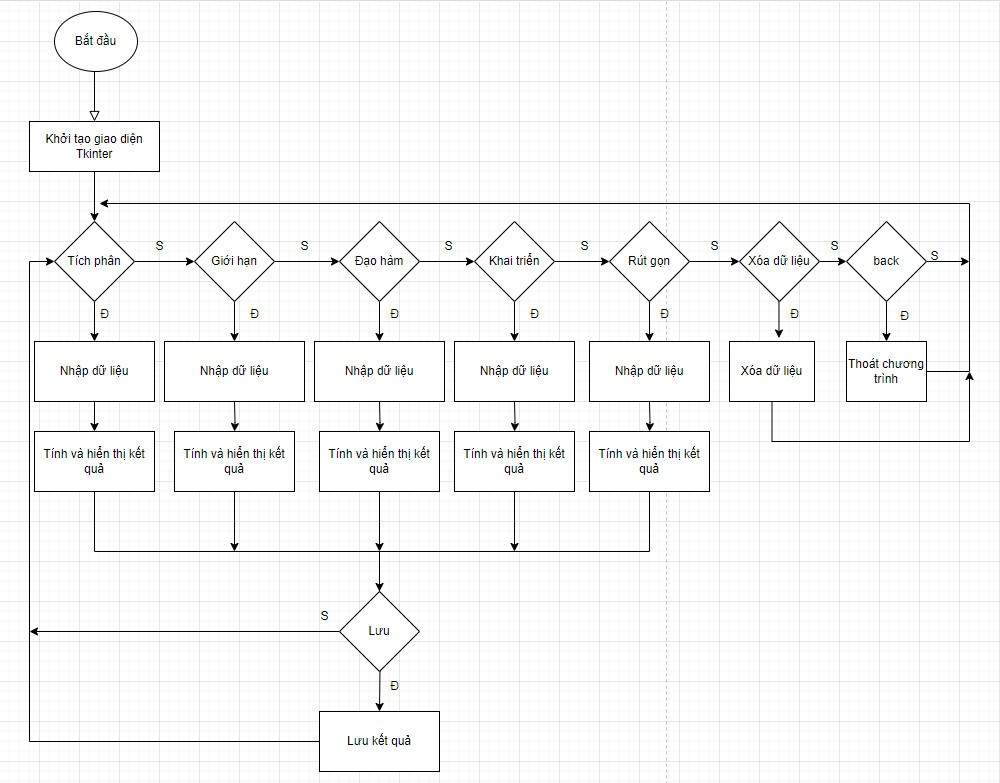 Bắt đầu
Khởi tạo giao diện
Tkinter
Tích phân
S
Giới hạn
S
Đạo hàm
S
Khai triển
S
Rút gọn
S
Xóa dữ liệu
S
back
S
Đ
Đ
Đ
Đ
Đ
Đ
Đ
Nhập dữ liệu
Nhập dữ liệu
Nhập dữ liệu
Nhập dữ liệu
Nhập dữ liệu
Xóa dữ liệu
Thoát chương
trình
Tính và hiển thị kết
quả
Tính và hiển thị kết
quả
Tính và hiển thị kết
quả
Tính và hiển thị kết
quả
Tính và hiển thị kết
quả
S
Lưu
Đ
Lưu kết quả